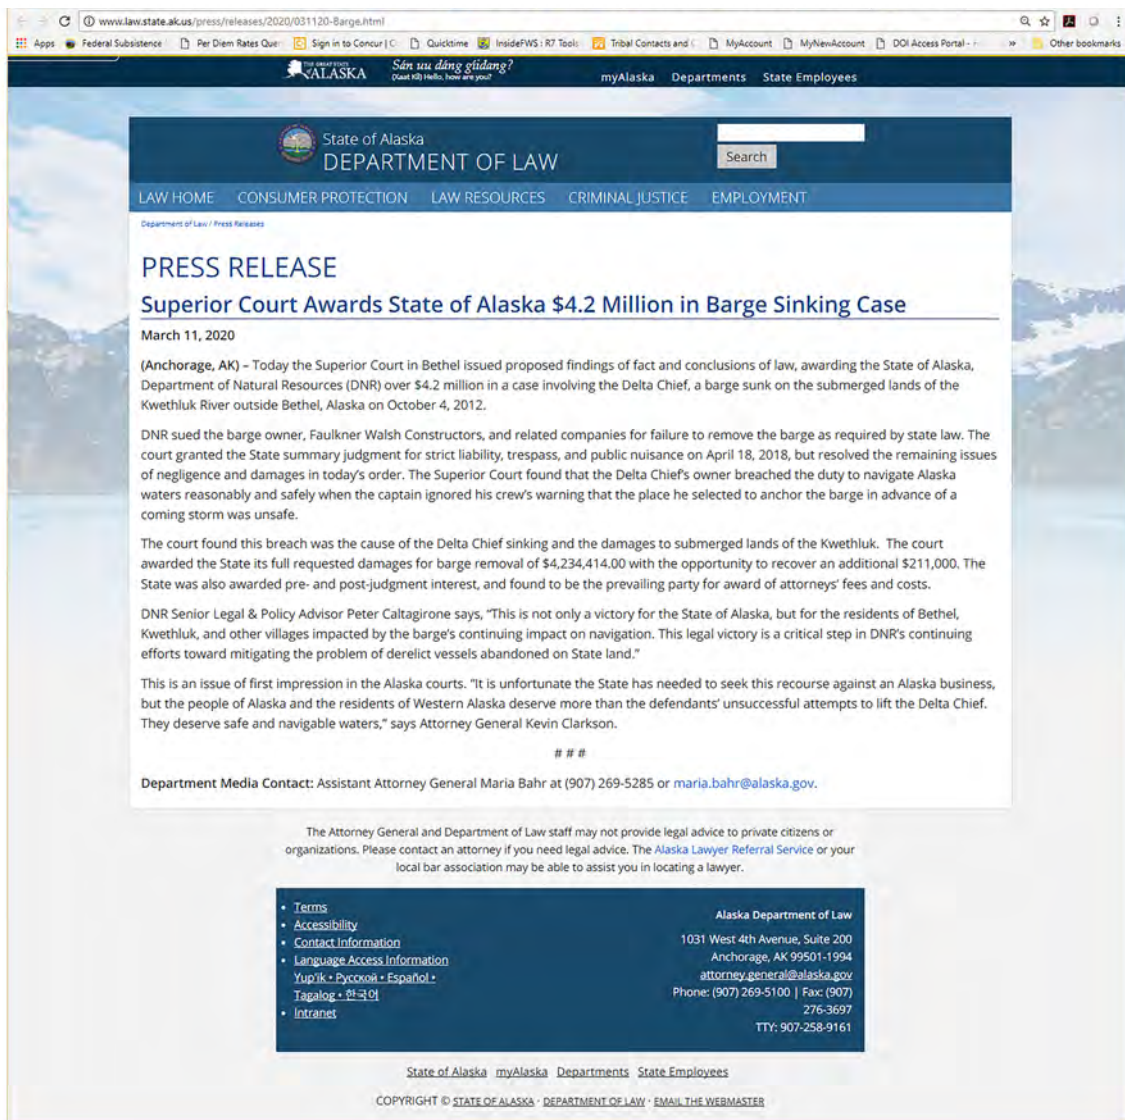 www.law.state.ak.us/press/releases/2020/031120-Barge.html
Apps Federal Subsistence Per Diem Rates Que Sign in to Concur | C Quicktime InsideFWS : R7 Tools Tribal Contacts and MyAccount MyNewAccount DOI Access Portal - » Other bookmarks
THE GREAT STATE
of ALASKA
Sán uu dáng gíidang?
(Xaat Kíl) Hello, how are you?
myAlaska Departments State Employees
State of Alaska
DEPARTMENT OF LAW
Search
LAW HOME CONSUMER PROTECTION LAW RESOURCES CRIMINAL JUSTICE EMPLOYMENT
Department of Law / Press Releases
PRESS RELEASE
Superior Court Awards State of Alaska $4.2 Million in Barge Sinking Case
March 11, 2020
(Anchorage, AK) – Today the Superior Court in Bethel issued proposed findings of fact and conclusions of law, awarding the State of Alaska,
Department of Natural Resources (DNR) over $4.2 million in a case involving the Delta Chief, a barge sunk on the submerged lands of the
Kwethluk River outside Bethel, Alaska on October 4, 2012.
DNR sued the barge owner, Faulkner Walsh Constructors, and related companies for failure to remove the barge as required by state law. The
court granted the State summary judgment for strict liability, trespass, and public nuisance on April 18, 2018, but resolved the remaining issues
of negligence and damages in today's order. The Superior Court found that the Delta Chief's owner breached the duty to navigate Alaska
waters reasonably and safely when the captain ignored his crew's warning that the place he selected to anchor the barge in advance of a
coming storm was unsafe.
The court found this breach was the cause of the Delta Chief sinking and the damages to submerged lands of the Kwethluk. The court
awarded the State its full requested damages for barge removal of $4,234,414.00 with the opportunity to recover an additional $211,000. The
State was also awarded pre- and post-judgment interest, and found to be the prevailing party for award of attorneys' fees and costs.
DNR Senior Legal & Policy Advisor Peter Caltagirone says, "This is not only a victory for the State of Alaska, but for the residents of Bethel,
Kwethluk, and other villages impacted by the barge's continuing impact on navigation. This legal victory is a critical step in DNR's continuing
efforts toward mitigating the problem of derelict vessels abandoned on State land."
This is an issue of first impression in the Alaska courts. "It is unfortunate the State has needed to seek this recourse against an Alaska business,
but the people of Alaska and the residents of Western Alaska deserve more than the defendants' unsuccessful attempts to lift the Delta Chief.
They deserve safe and navigable waters," says Attorney General Kevin Clarkson.
# # #
Department Media Contact: Assistant Attorney General Maria Bahr at (907) 269-5285 or maria.bahr@alaska.gov.
The Attorney General and Department of Law staff may not provide legal advice to private citizens or
organizations. Please contact an attorney if you need legal advice. The Alaska Lawyer Referral Service or your
local bar association may be able to assist you in locating a lawyer.
• Terms
• Accessibility
• Contact Information
• Language Access Information
Yup'ik • Русской • Español •
Tagalog • 한국어
• Intranet
Alaska Department of Law
1031 West 4th Avenue, Suite 200
Anchorage, AK 99501-1994
attorney.general@alaska.gov
Phone: (907) 269-5100 | Fax: (907)
276-3697
TTY: 907-258-9161
State of Alaska myAlaska Departments State Employees
COPYRIGHT © STATE OF ALASKA · DEPARTMENT OF LAW · EMAIL THE WEBMASTER